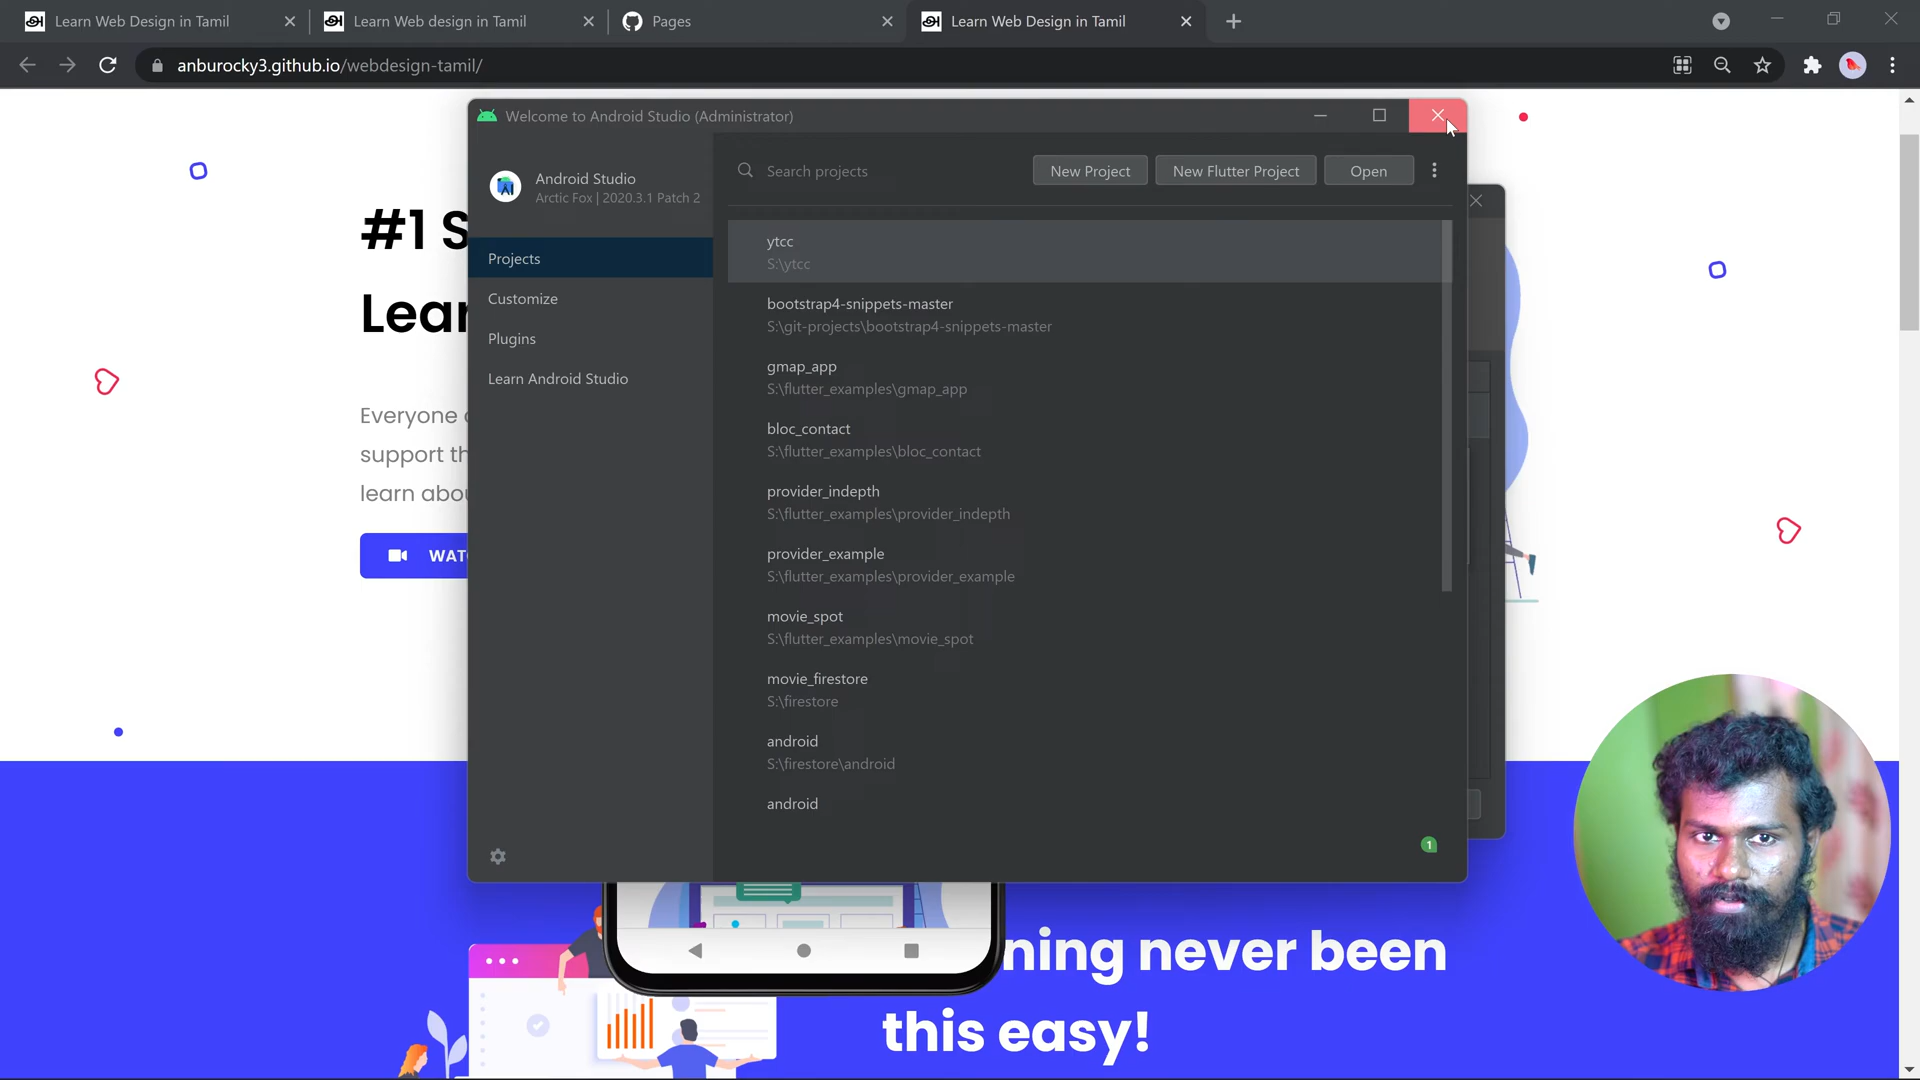 Learn Web Design in Tamil
Learn Web design in Tamil
Pages
Learn Web Design in Tamil
anburocky3.github.io/webdesign-tamil/
Welcome to Android Studio (Administrator)
Android Studio
Arctic Fox | 2020.3.1 Patch 2
Search projects
New Project
New Flutter Project
Open
Projects
Customize
Plugins
Learn Android Studio
ytcc
S:\ytcc
bootstrap4-snippets-master
S:\git-projects\bootstrap4-snippets-master
gmap_app
S:\flutter_examples\gmap_app
bloc_contact
S:\flutter_examples\bloc_contact
provider_indepth
S:\flutter_examples\provider_indepth
provider_example
S:\flutter_examples\provider_example
movie_spot
S:\flutter_examples\movie_spot
movie_firestore
S:\firestore
android
S:\firestore\android
android
1
#1 S
Lear
Everyone
support th
learn abou
WAT
ning never been
this easy!